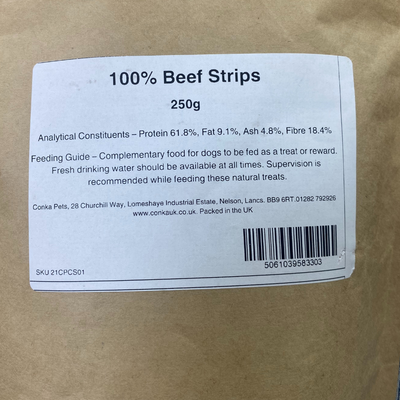 100% Beef Strips
250g
Analytical Constituents – Protein 61.8%, Fat 9.1%, Ash 4.8%, Fibre 18.4%
Feeding Guide – Complementary food for dogs to be fed as a treat or reward.
Fresh drinking water should be available at all times. Supervision is
recommended while feeding these natural treats.
Conka Pets, 28 Churchill Way, Lomeshaye Industrial Estate, Nelson, Lancs. BB9 6RT.01282 792926
www.conkauk.co.uk. Packed in the UK
5061039583303
SKU 21CPCS01